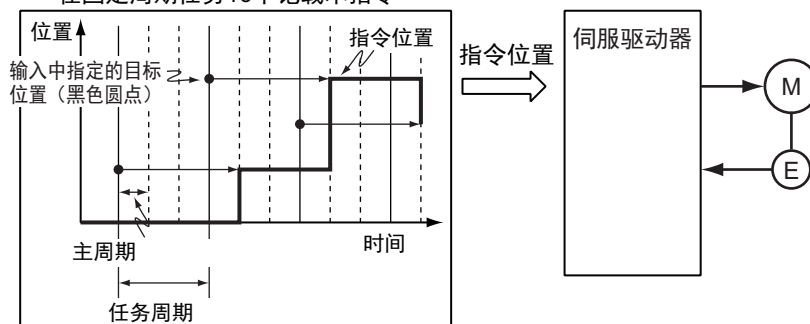 位置
指令位置
输入中指定的目标
位置（黑色圆点）
主周期
时间
任务周期
指令位置
伺服驱动器
M
E